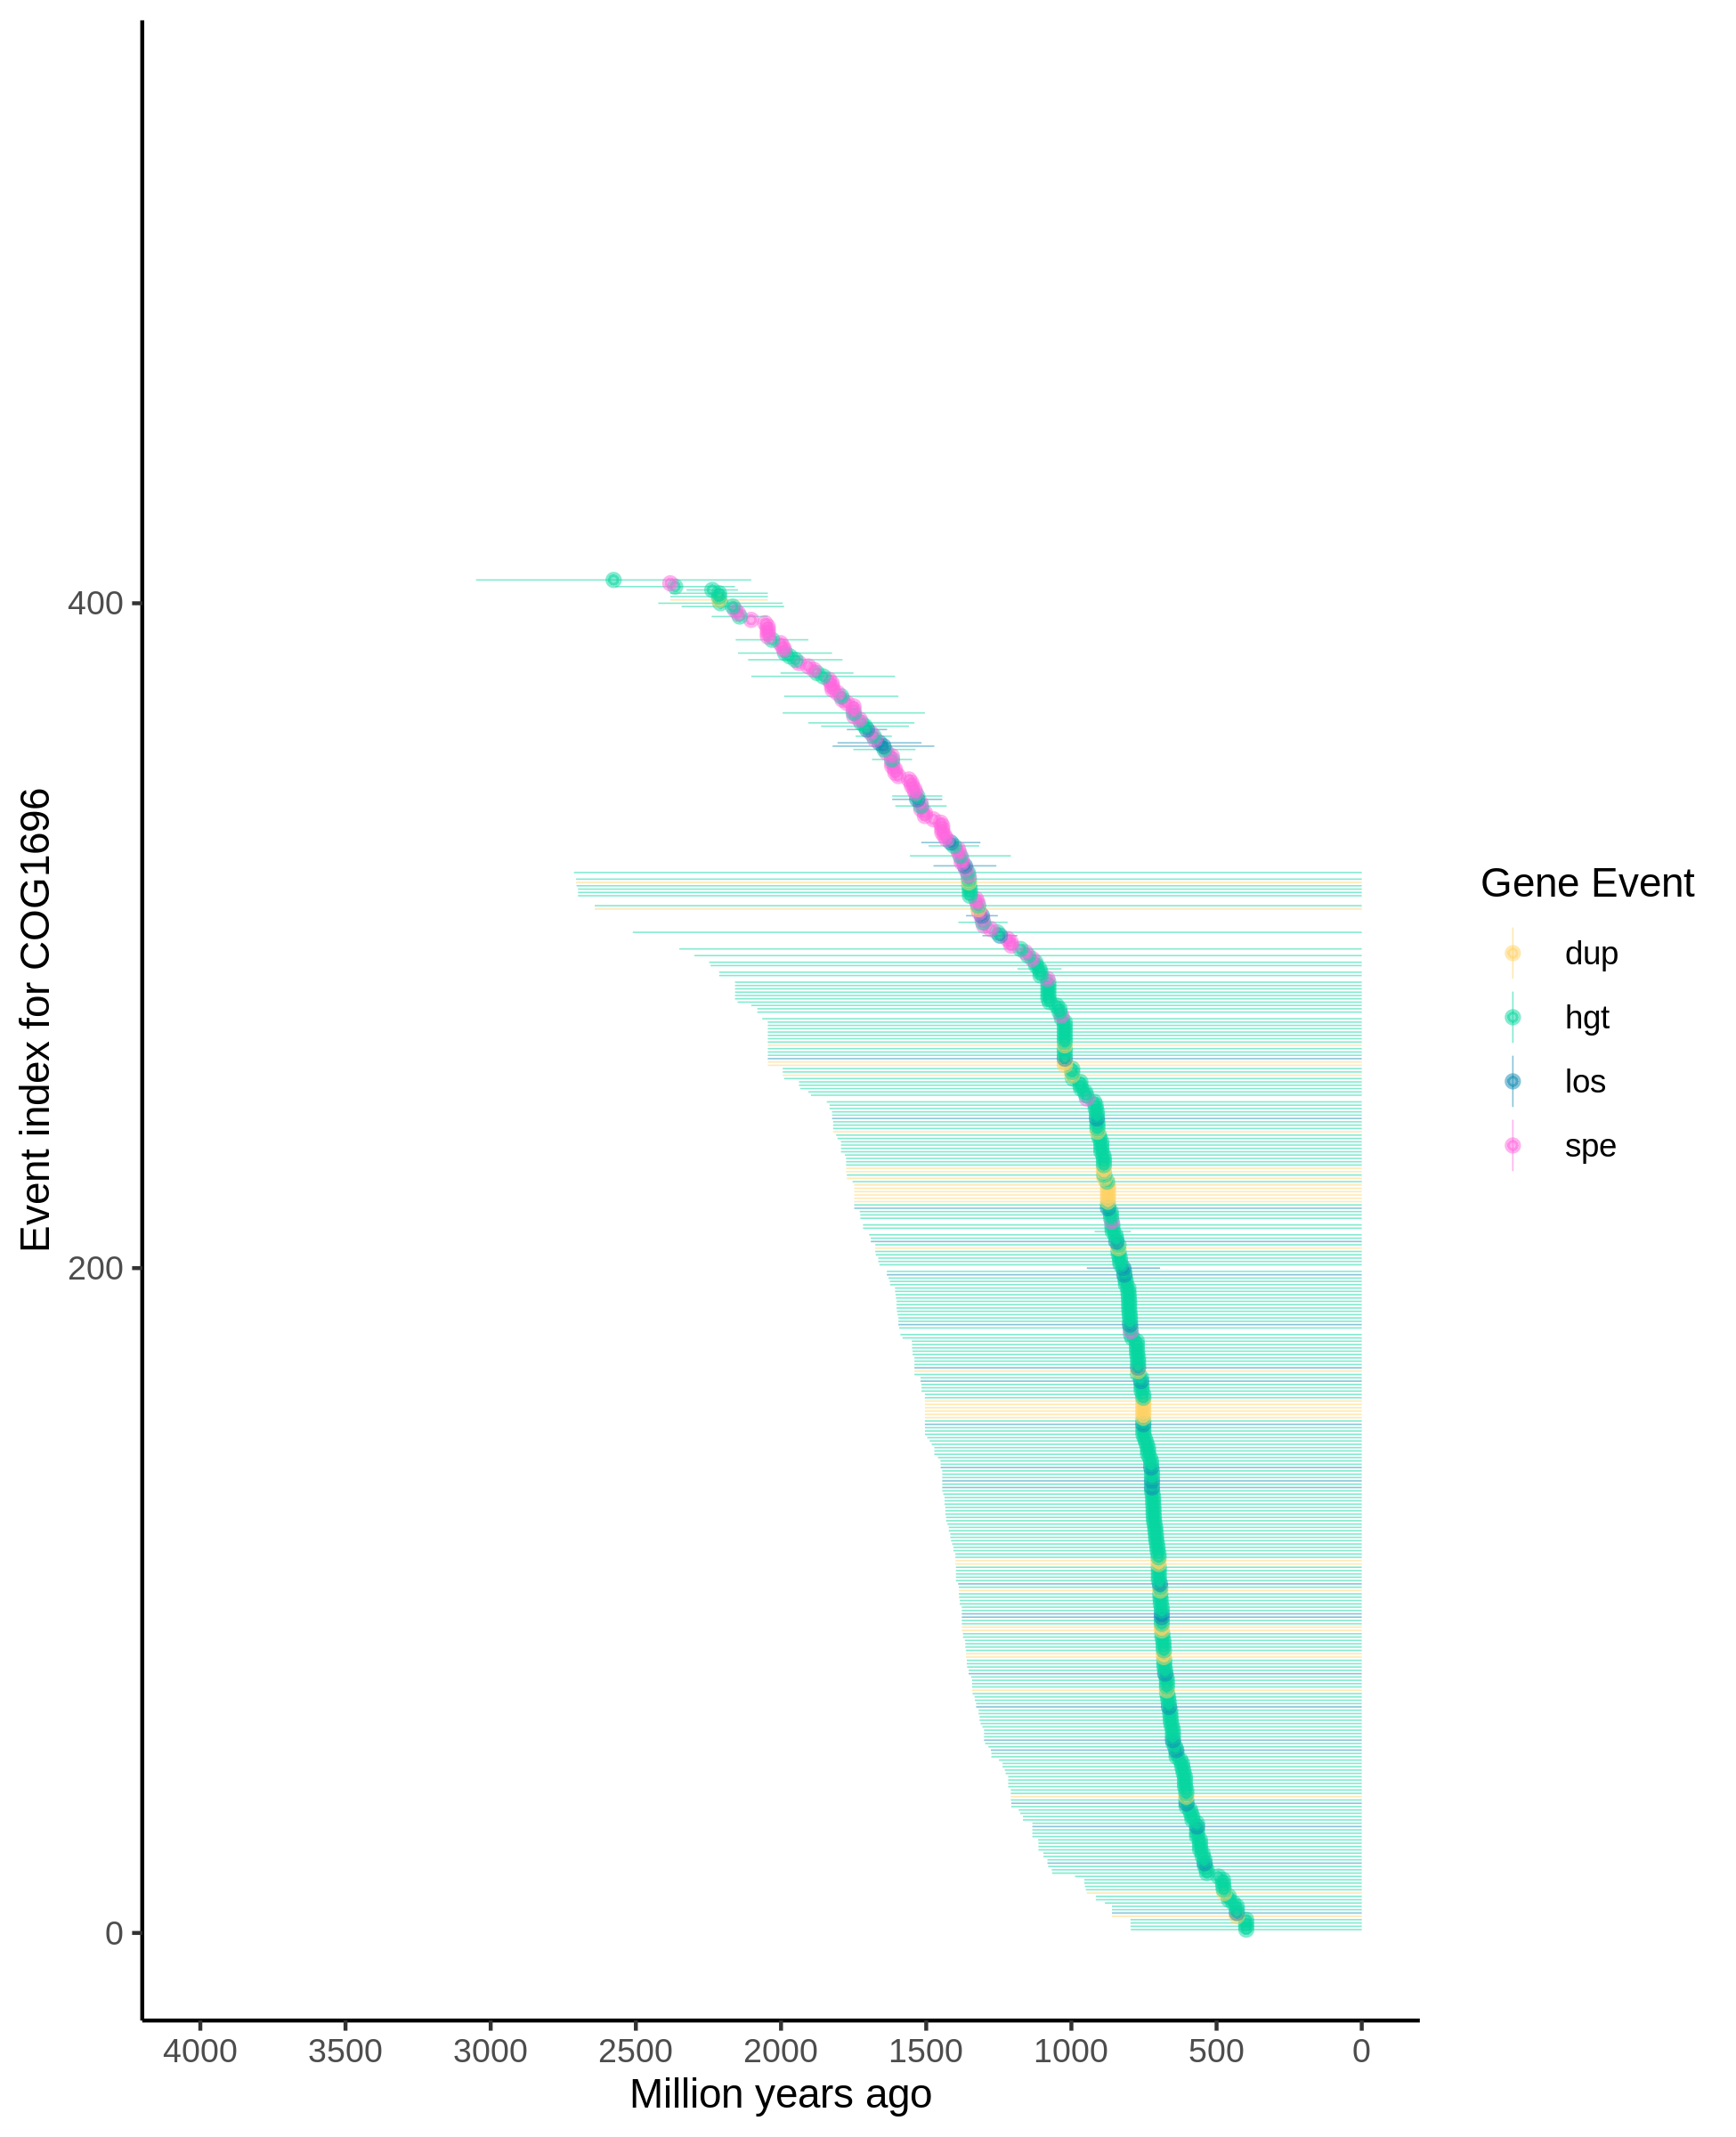 Event index for COG1696
400
200
0
4000 3500 3000 2500 2000 1500 1000 500 0
Million years ago
Gene Event
dup
hgt
los
spe